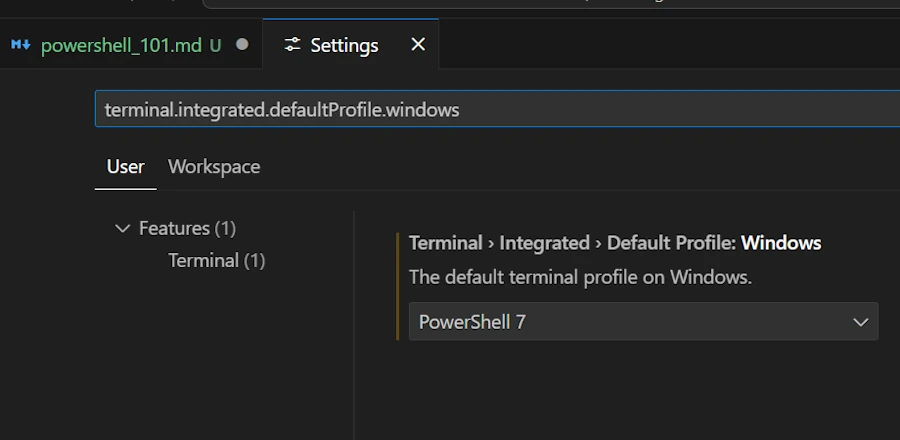 powershell_101.md U
Settings
terminal.integrated.defaultProfile.windows
User Workspace
Features (1)
Terminal (1)
Terminal › Integrated › Default Profile: Windows
The default terminal profile on Windows.
PowerShell 7